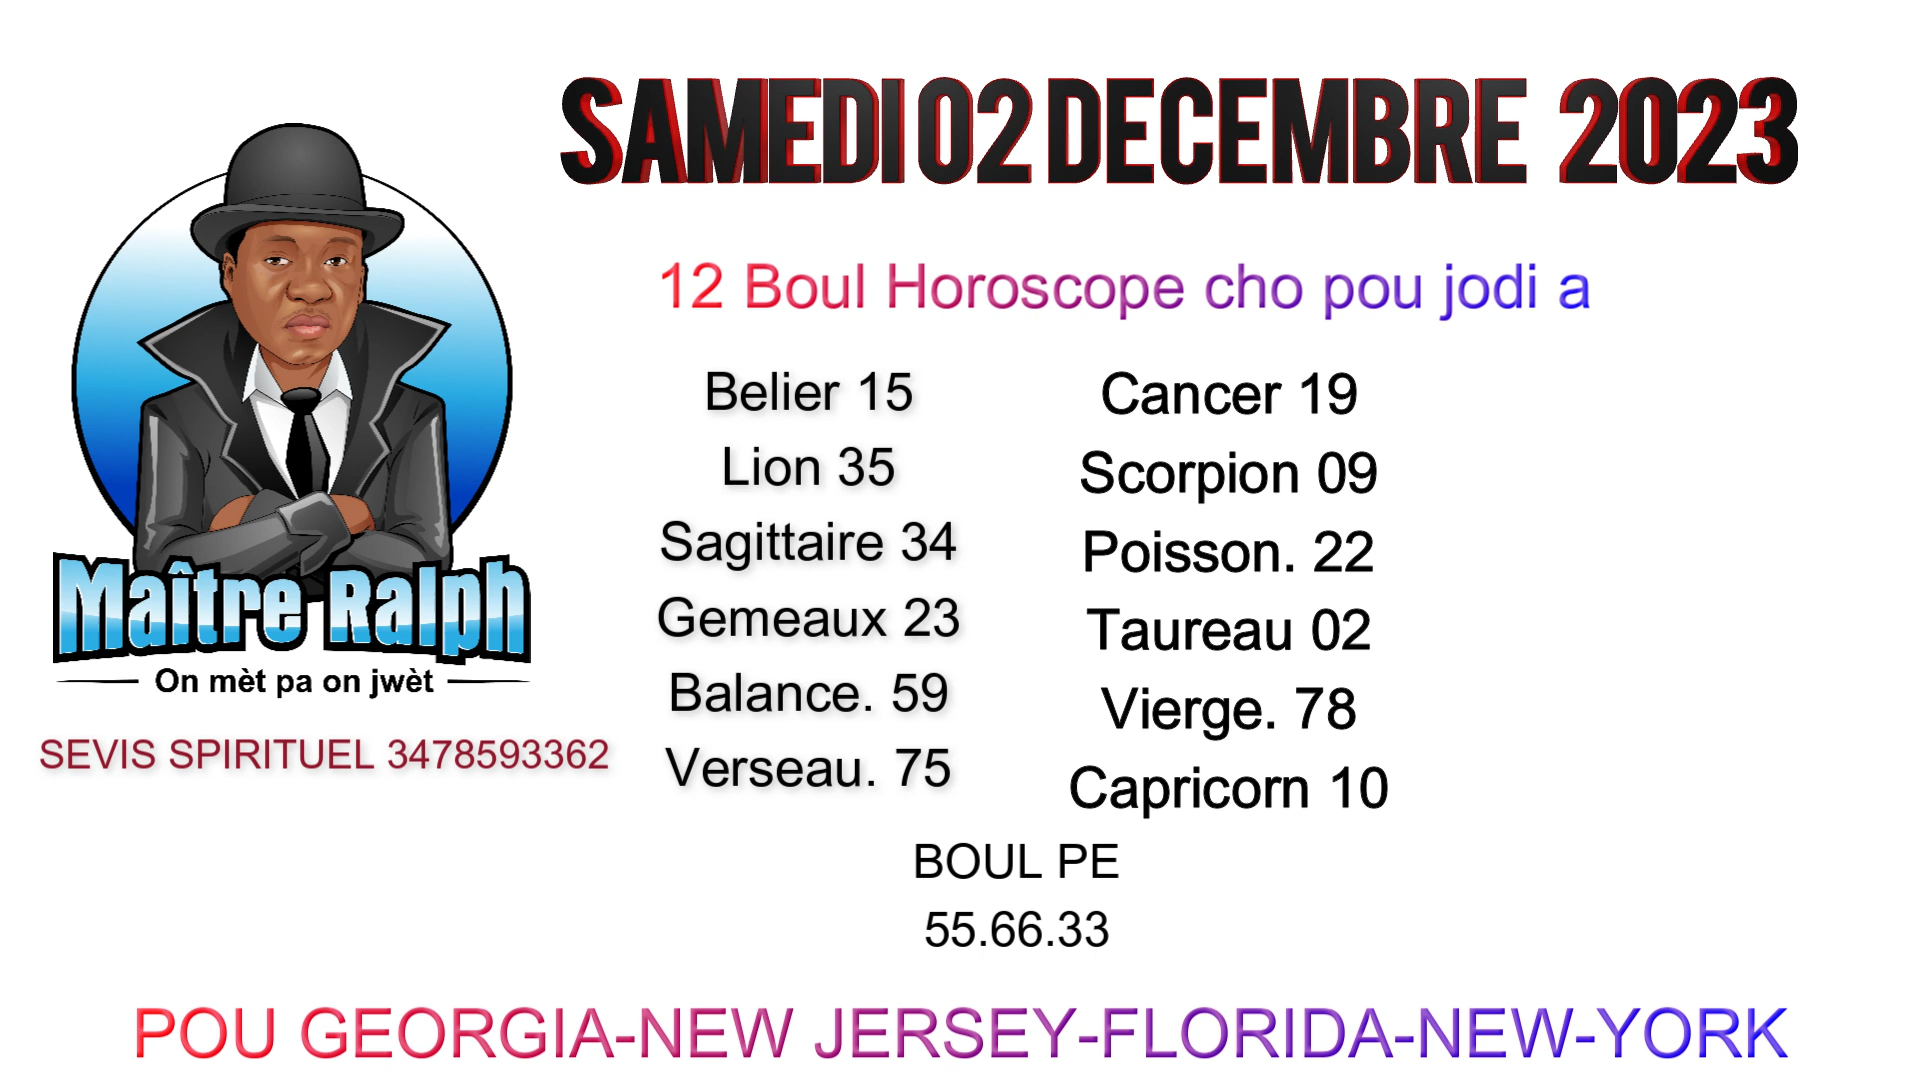 SAMEDI 02 DECEMBRE 2023
12 Boul Horoscope cho pou jodi a
Belier 15
Lion 35
Sagittaire 34
Gemeaux 23
Balance. 59
Verseau. 75
Cancer 19
Scorpion 09
Poisson. 22
Taureau 02
Vierge. 78
Capricorn 10
BOUL PE
55.66.33
Maître Ralph
On mèt pa on jwèt
SEVIS SPIRITUEL 3478593362
POU GEORGIA-NEW JERSEY-FLORIDA-NEW-YORK